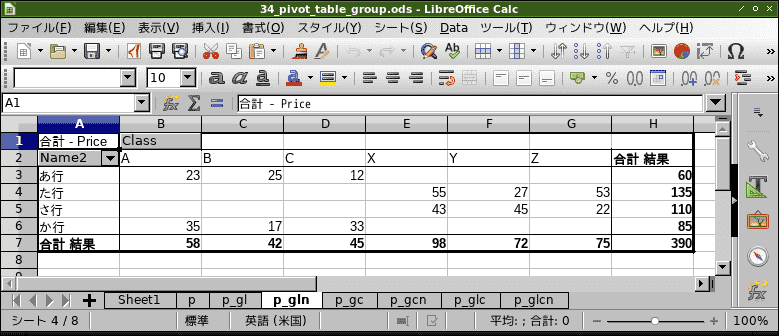 34_pivot_table_group.ods - LibreOffice Calc
ファイル(F) 編集(E) 表示(V) 挿入(I) 書式(O) スタイル(Y) シート(S) Data ツール(T) ウィンドウ(W) ヘルプ(H)
10
A1 合計 - Price
A B C D E F G H
1 合計 - Price Class
2 Name2 A B C X Y Z 合計 結果
3 あ行 23 25 12 60
4 た行 55 27 53 135
5 さ行 43 45 22 110
6 か行 35 17 33 85
7 合計 結果 58 42 45 98 72 75 390
8
9
Sheet1 p p_gl p_gln p_gc p_gcn p_glc p_glcn
シート 4 / 8 標準 英語 (米国) 平均: ; 合計: 0 100%